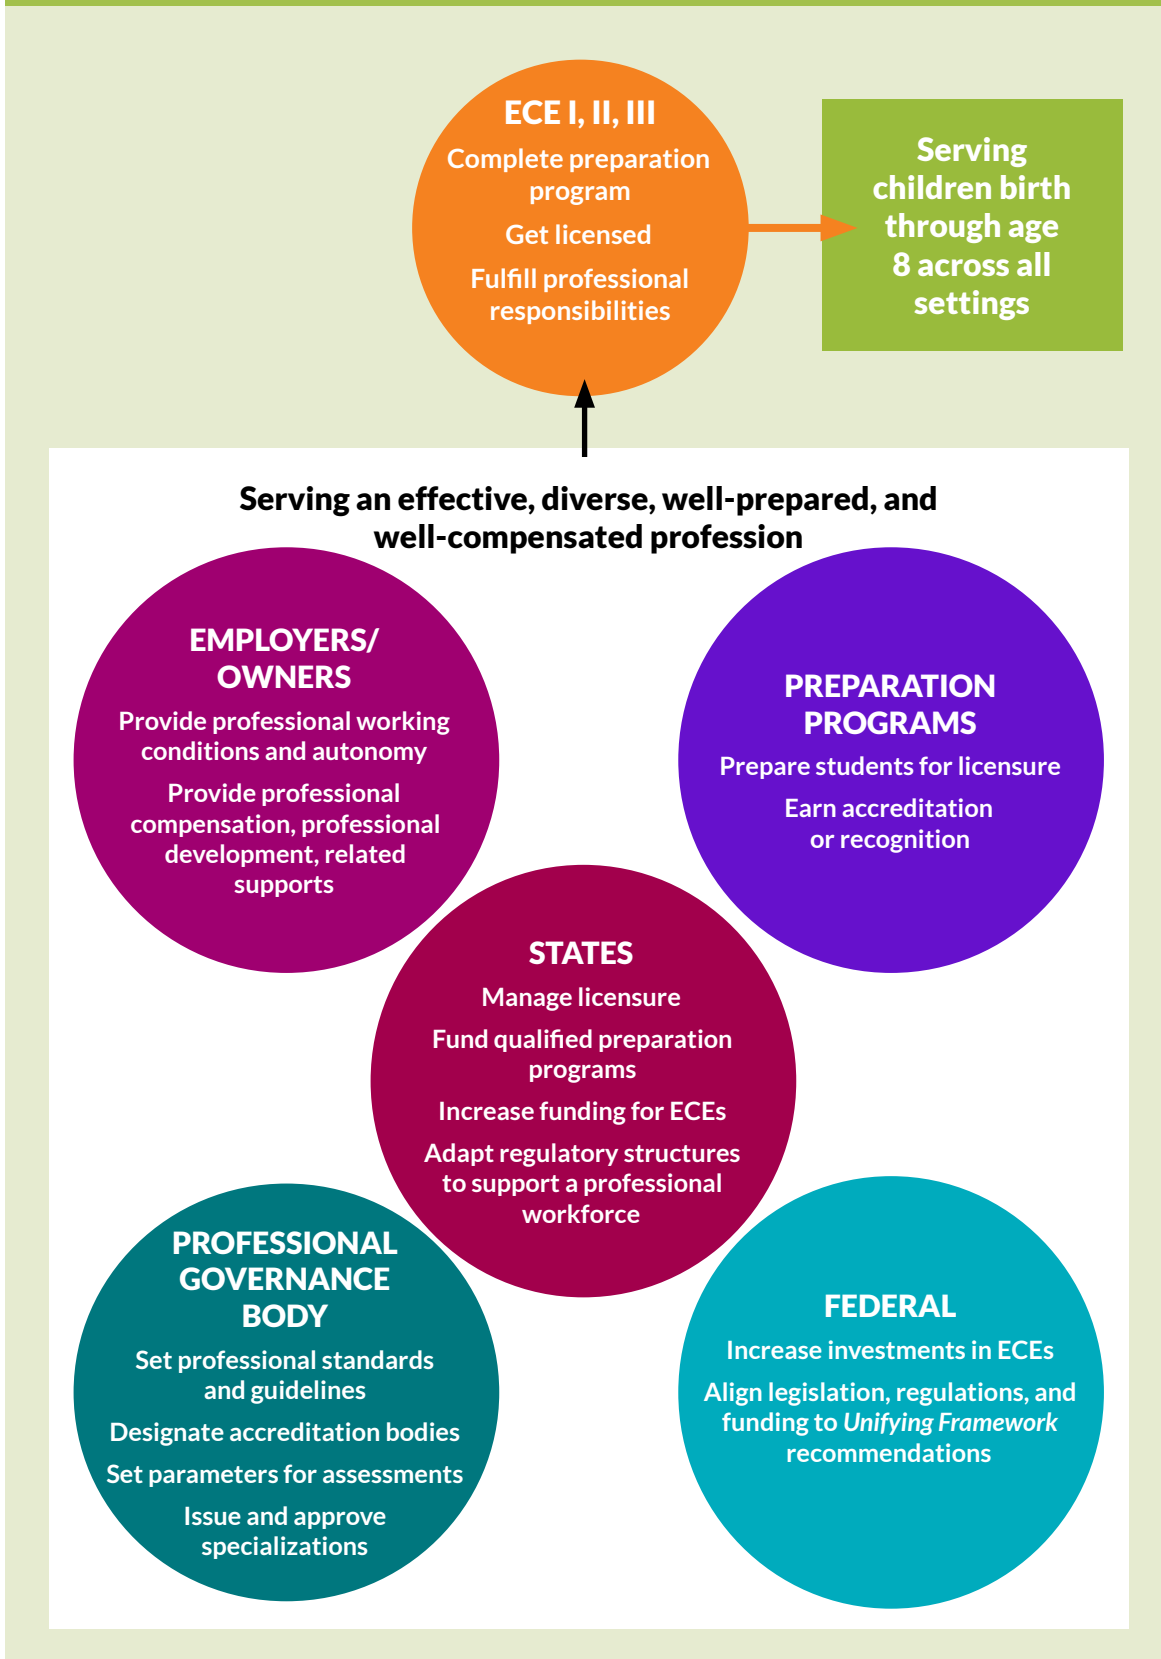 ECE I, II, III
Complete preparation
program
Get licensed
Fulfill professional
responsibilities
Serving
children birth
through age
8 across all
settings
Serving an effective, diverse, well-prepared, and
well-compensated profession
EMPLOYERS/
OWNERS
Provide professional working
conditions and autonomy
Provide professional
compensation, professional
development, related
supports
PREPARATION
PROGRAMS
Prepare students for licensure
Earn accreditation
or recognition
STATES
Manage licensure
Fund qualified preparation
programs
Increase funding for ECEs
Adapt regulatory structures
to support a professional
workforce
PROFESSIONAL
GOVERNANCE
BODY
Set professional standards
and guidelines
Designate accreditation bodies
Set parameters for assessments
Issue and approve
specializations
FEDERAL
Increase investments in ECEs
Align legislation, regulations, and
funding to Unifying Framework
recommendations